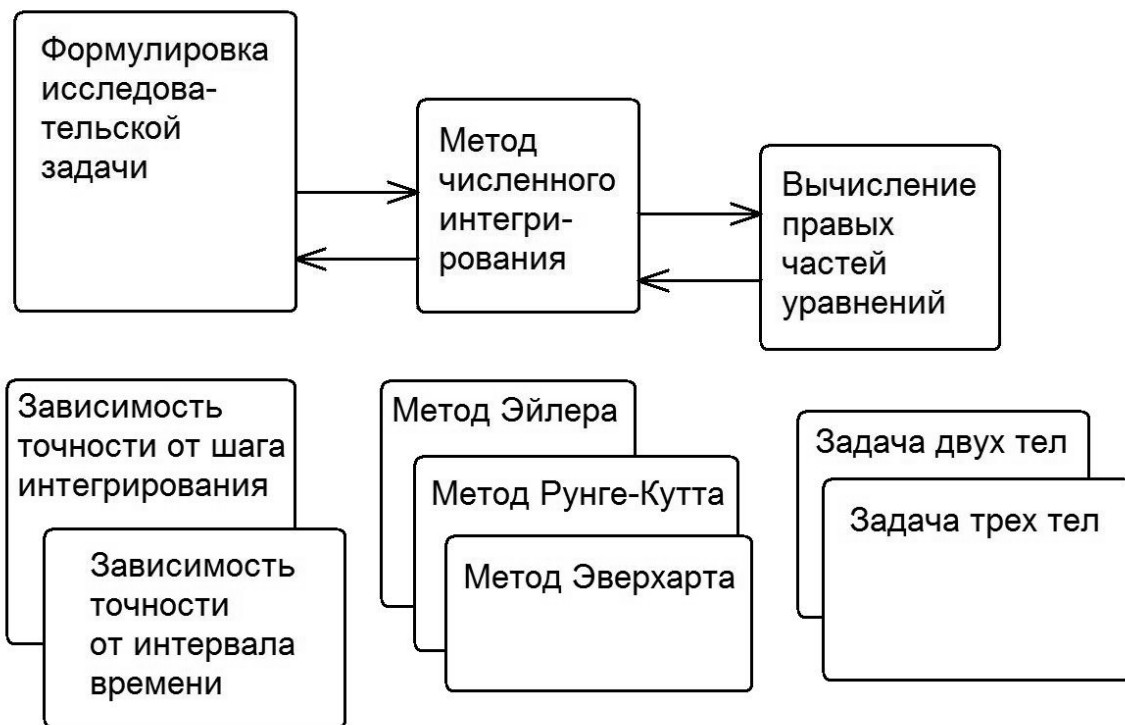 Формулировка
исследова-
тельской
задачи
Метод
численного
интегри-
рования
Вычисление
правых
частей
уравнений
Зависимость
точности от шага
интегрирования
Зависимость
точности
от интервала
времени
Метод Эйлера
Метод Рунге-Кутта
Метод Эверхарта
Задача двух тел
Задача трех тел